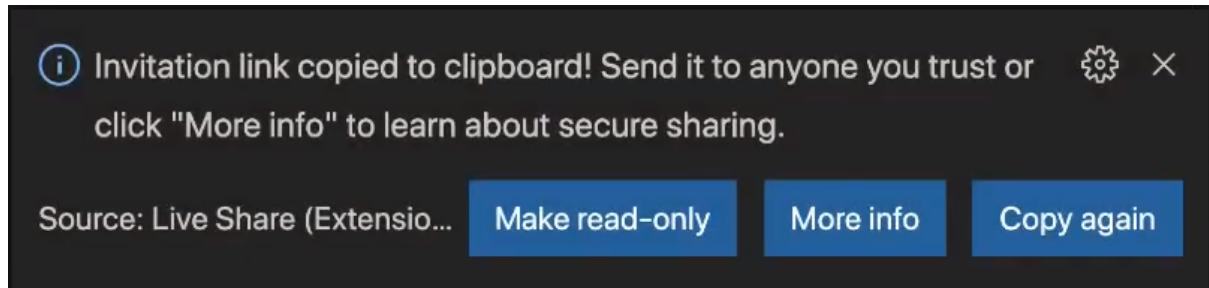 Invitation link copied to clipboard! Send it to anyone you trust or
click "More info" to learn about secure sharing.
Source: Live Share (Extensio... Make read-only More info Copy again